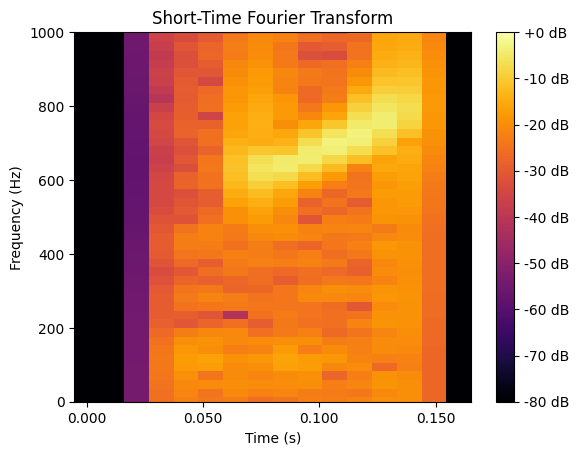 Short-Time Fourier Transform
1000
800
600
400
200
0
Frequency (Hz)
0.000
0.050
0.100
0.150
Time (s)
+0 dB
-10 dB
-20 dB
-30 dB
-40 dB
-50 dB
-60 dB
-70 dB
-80 dB